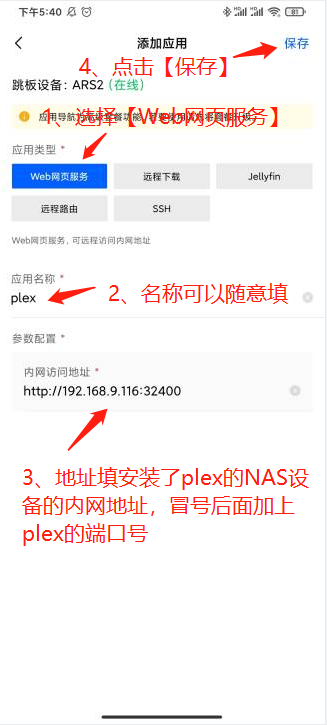 下午5:40
81
添加应用
保存
4、点击【保存】
跳板设备：ARS2 (在线)
1、选择【Web网页服务】
应用类型 *
Web网页服务
远程下载
Jellyfin
远程路由
SSH
Web网页服务，可远程访问内网地址
应用名称 *
plex
2、名称可以随意填
参数配置 *
内网访问地址 *
http://192.168.9.116:32400
3、地址填安装了plex的NAS设
备的内网地址，冒号后面加上
plex的端口号